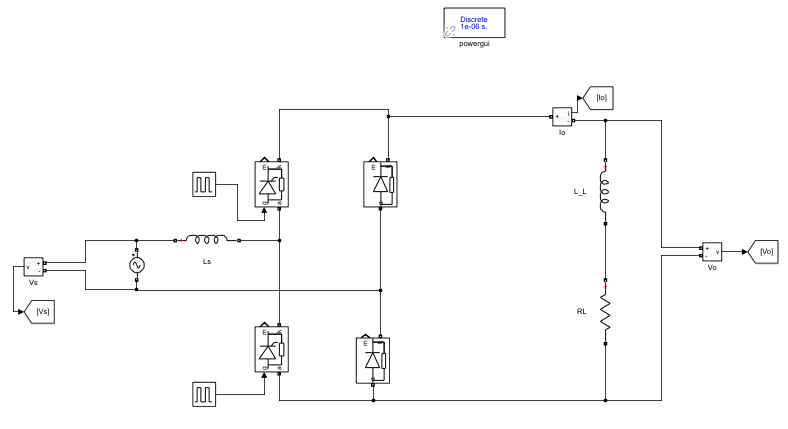 Discrete
1e-06 s.
powergui
[Io]
+
i
-
Io
E
E
L_L
Ls
v
+
-
Vs
[Vs]
+
-
v
Vo
[Vo]
RL
E
E